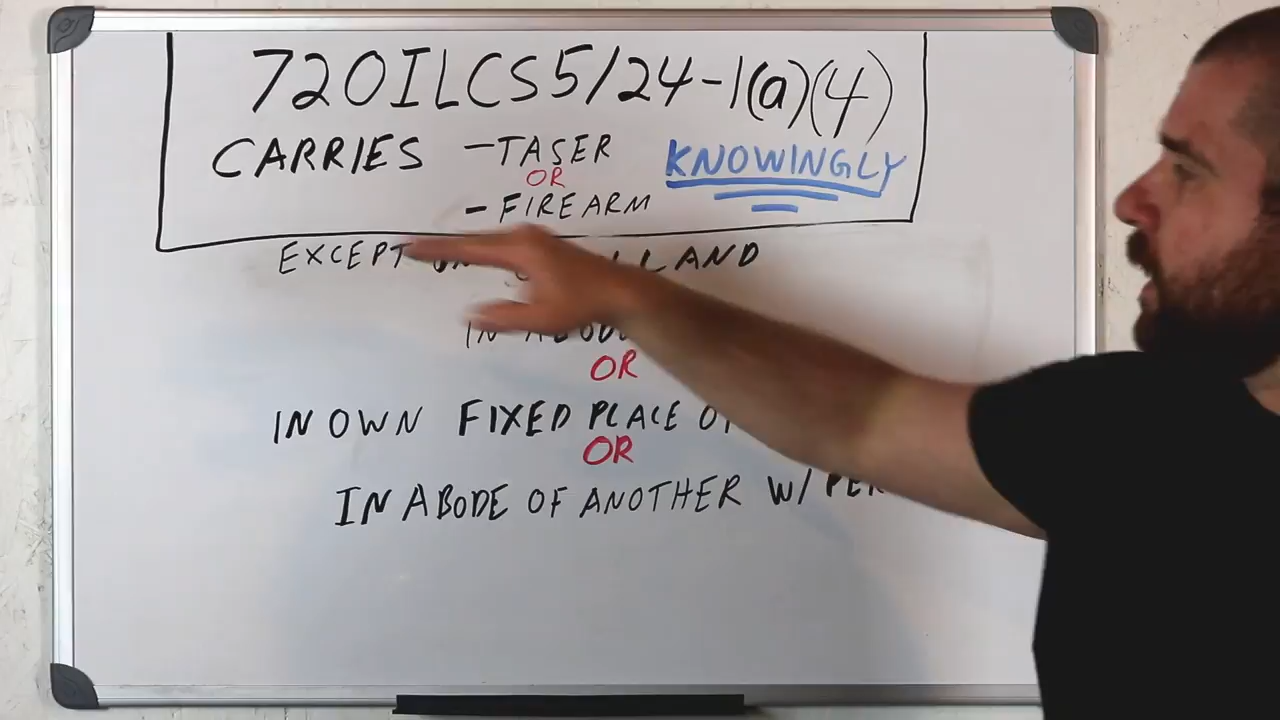 720ILCS5/24-1(a)(4)
CARRIES -TASER KNOWINGLY
OR
- FIREARM
EXCEPT LAND
IN
OR
IN OWN FIXED PLACE
OR
IN ABODE OF ANOTHER W/